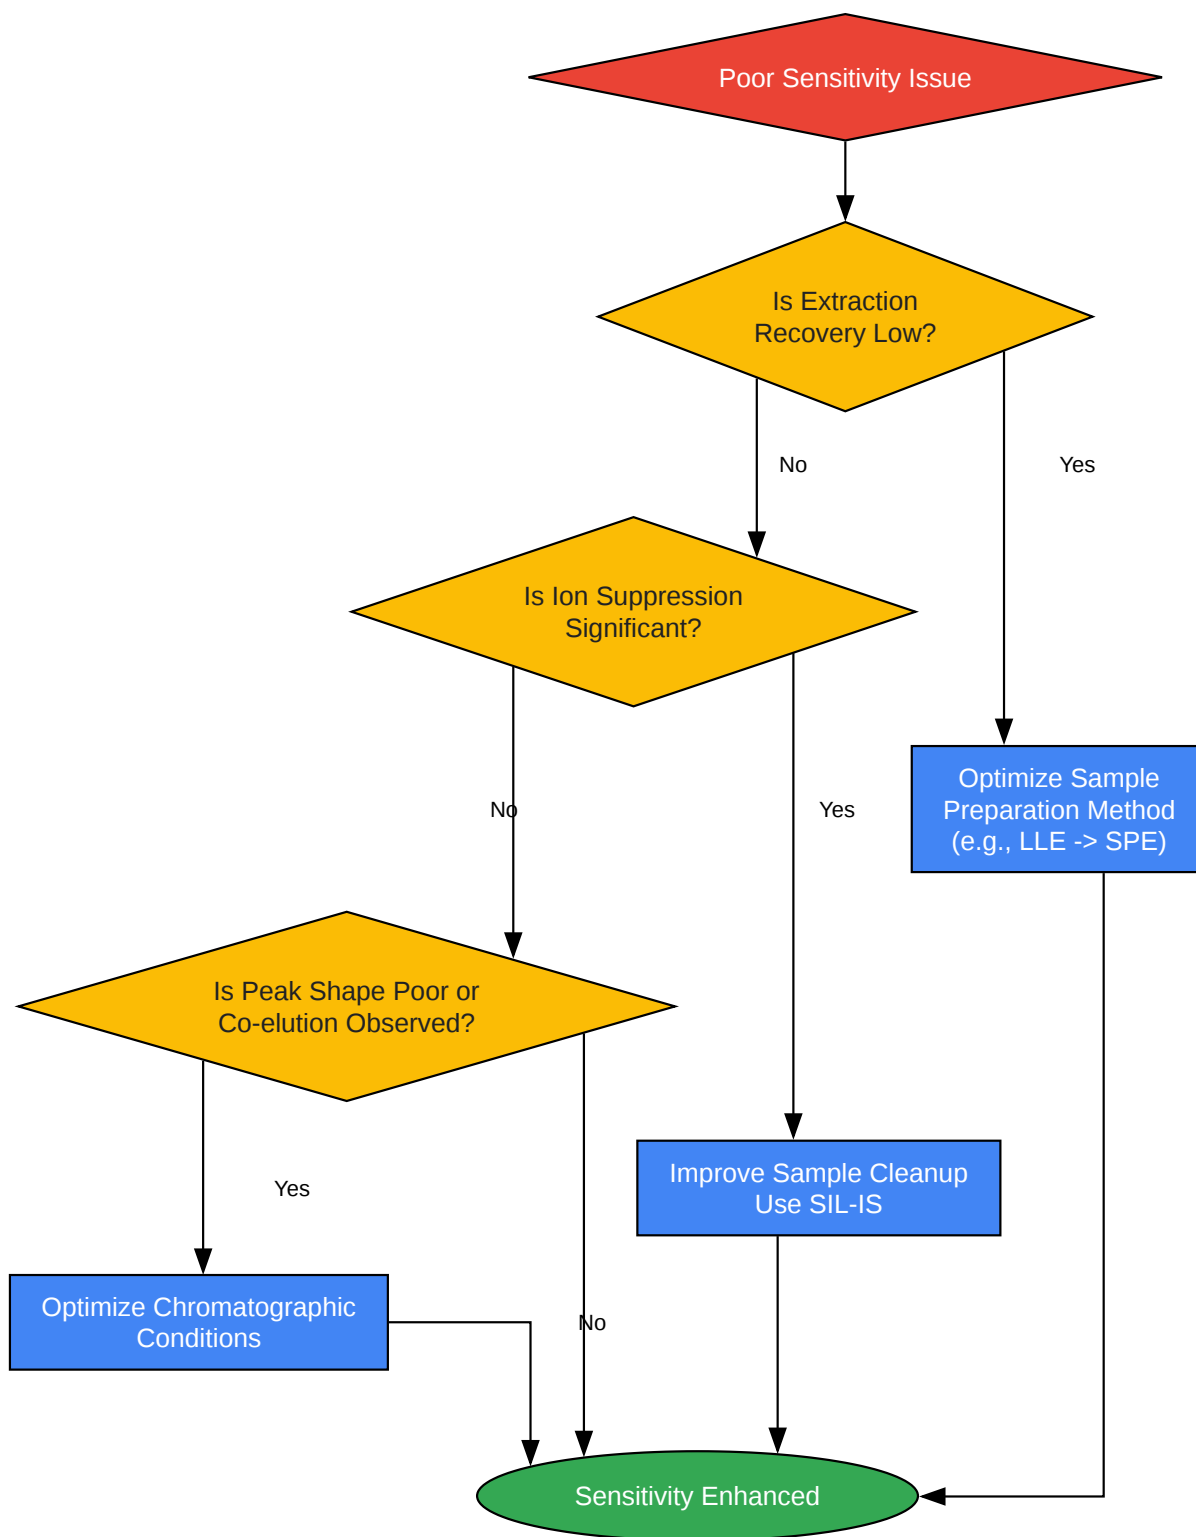 Poor Sensitivity Issue
Is Extraction
Recovery Low?
No
Yes
Is Ion Suppression
Significant?
Optimize Sample
Preparation Method
(e.g., LLE -> SPE)
No
Yes
Is Peak Shape Poor or
Co-elution Observed?
Improve Sample Cleanup
Use SIL-IS
Yes
Optimize Chromatographic
Conditions
No
Sensitivity Enhanced